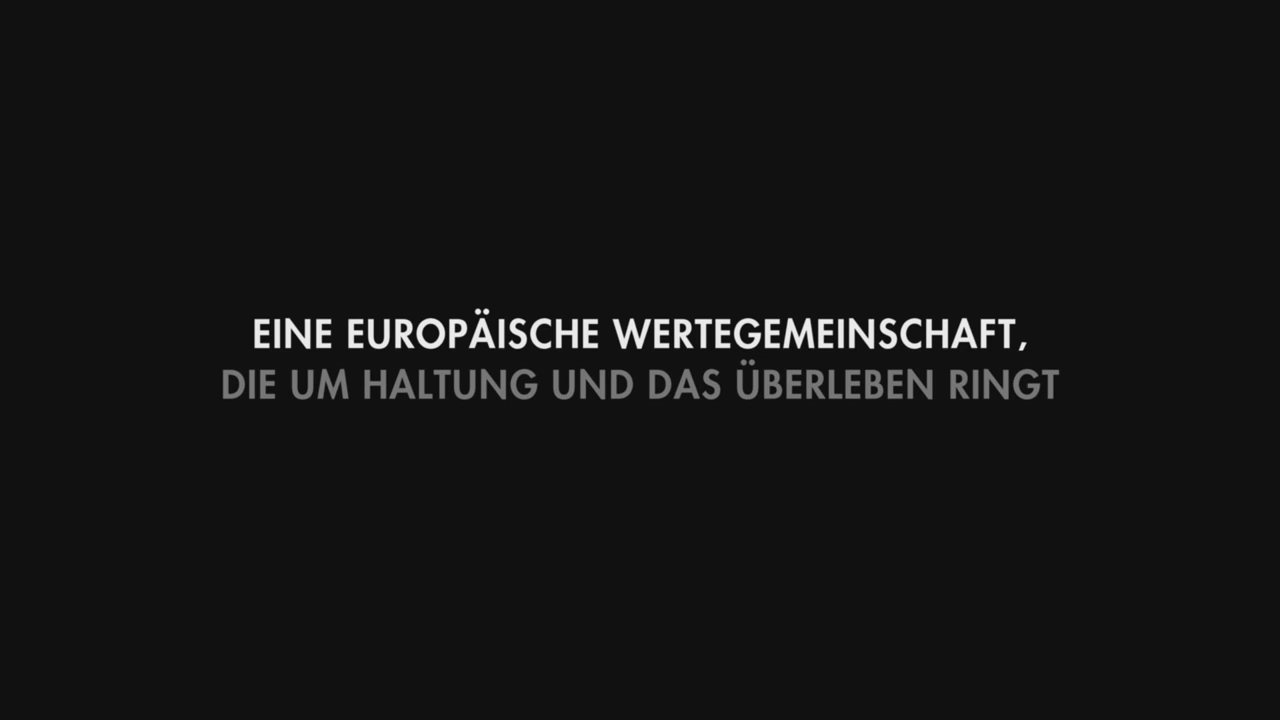 EINE EUROPÄISCHE WERTEGEMEINSCHAFT,
DIE UM HALTUNG UND DAS ÜBERLEBEN RINGT